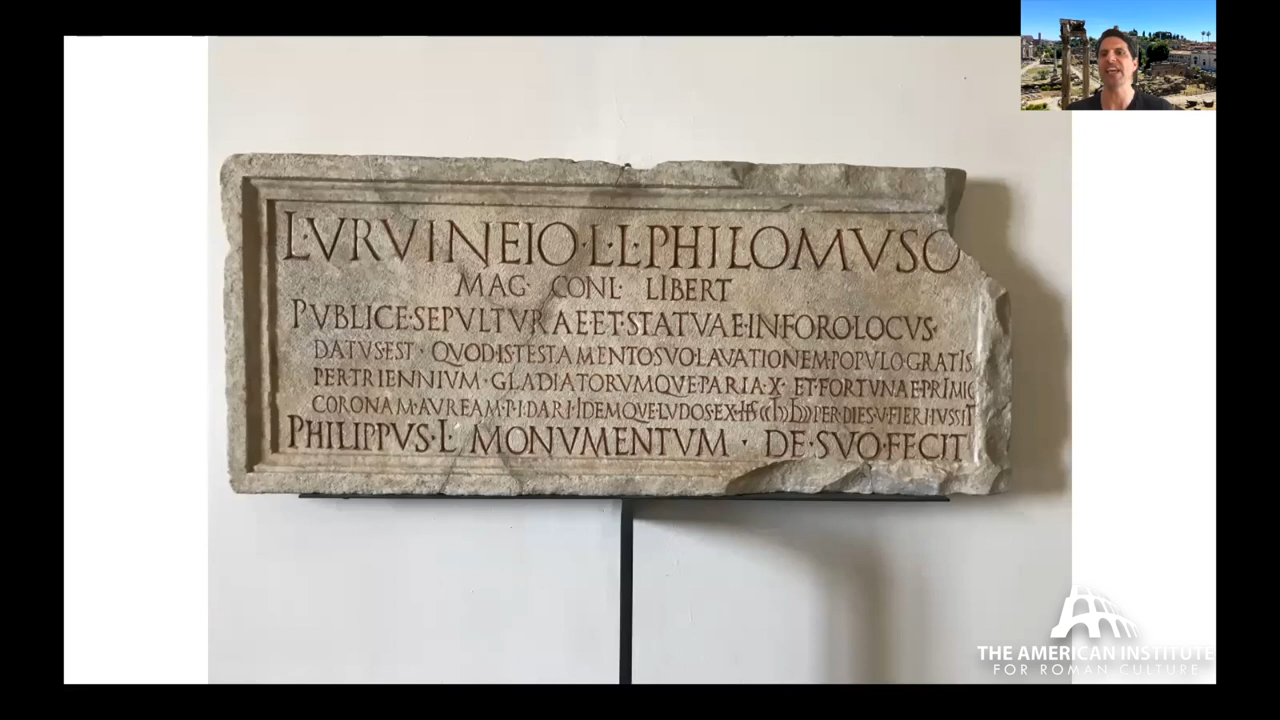 L·VRVINEIO·L·L·PHILOMVSO
MAG· CONL· LIBERT
PVBLICE·SEPVLTVRAE·ET·STATVAE·IN·FORO·LOCVS·
DATVS·EST· QVOD·IS·TESTAMENTO·SVO·LAVATIONEM·POPVLO·GRATIS
PER·TRIENNIVM·GLADIATORVMQVE·PARIA·X· ET·FORTVNAE·PRIMIG
CORONAM·AVREAM·P·I·DARI·IDEMQVE·LVDOS·EX·HS PER·DIES·V·FIERI·IVSSIT
PHILIPPVS·L· MONVMENTVM · DE·SVO·FECIT
THE AMERICAN INSTITUTE
FOR ROMAN CULTURE